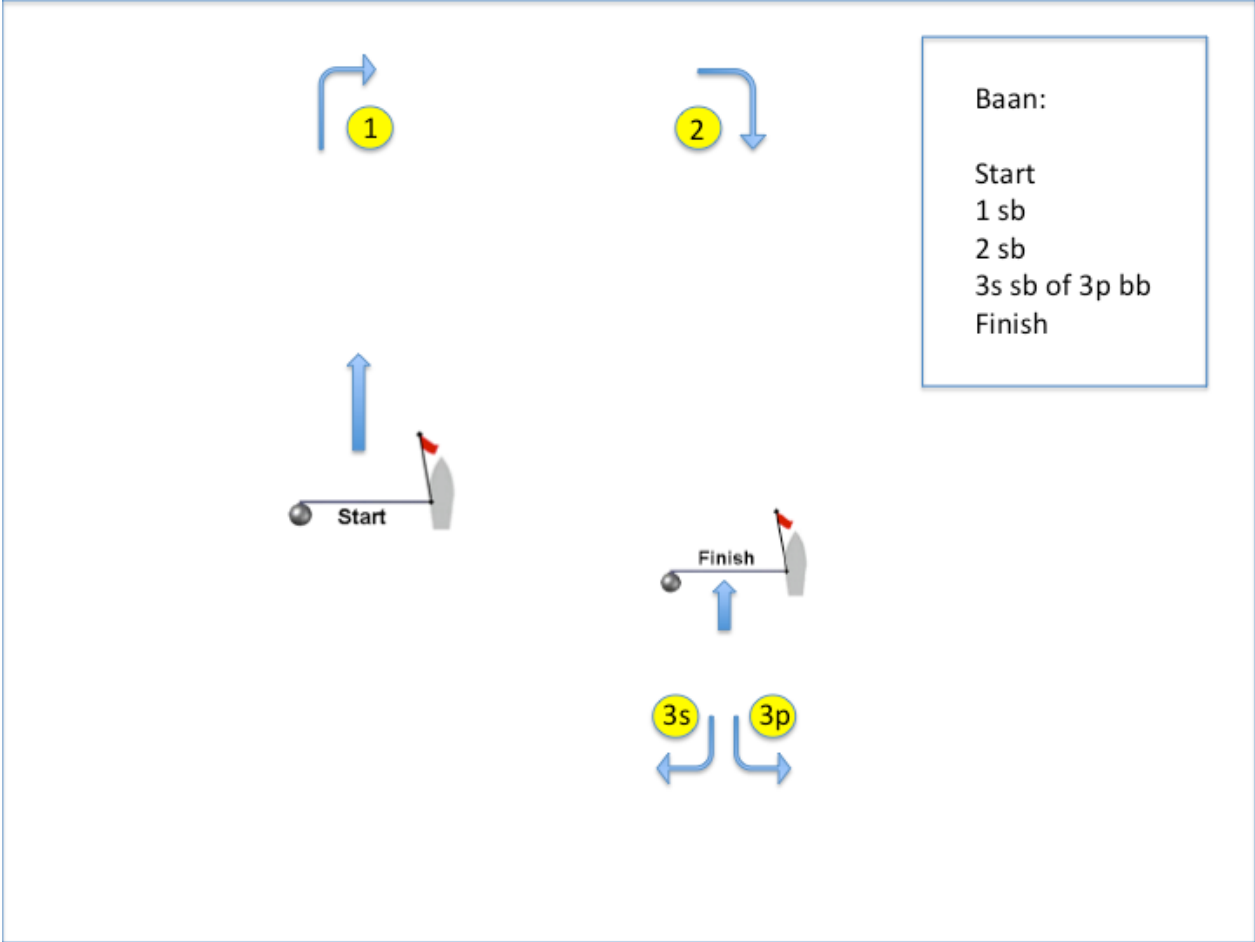 1
2
Baan:
Start
1 sb
2 sb
3s sb of 3p bb
Finish
Start
Finish
3s
3p